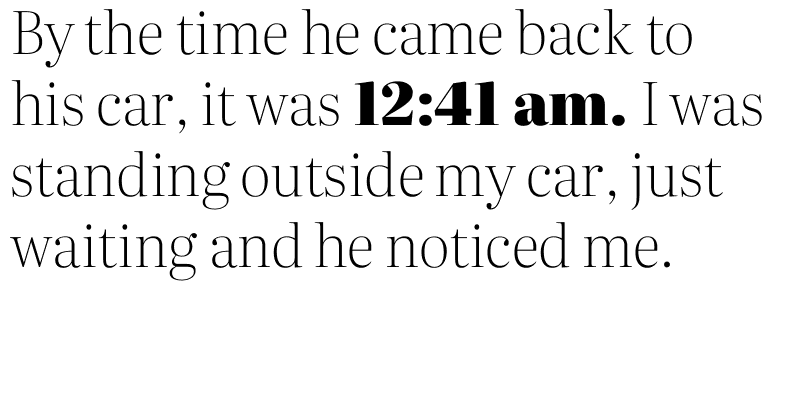 By the time he came back to
his car, it was 12:41 am. I was
standing outside my car, just
waiting and he noticed me.